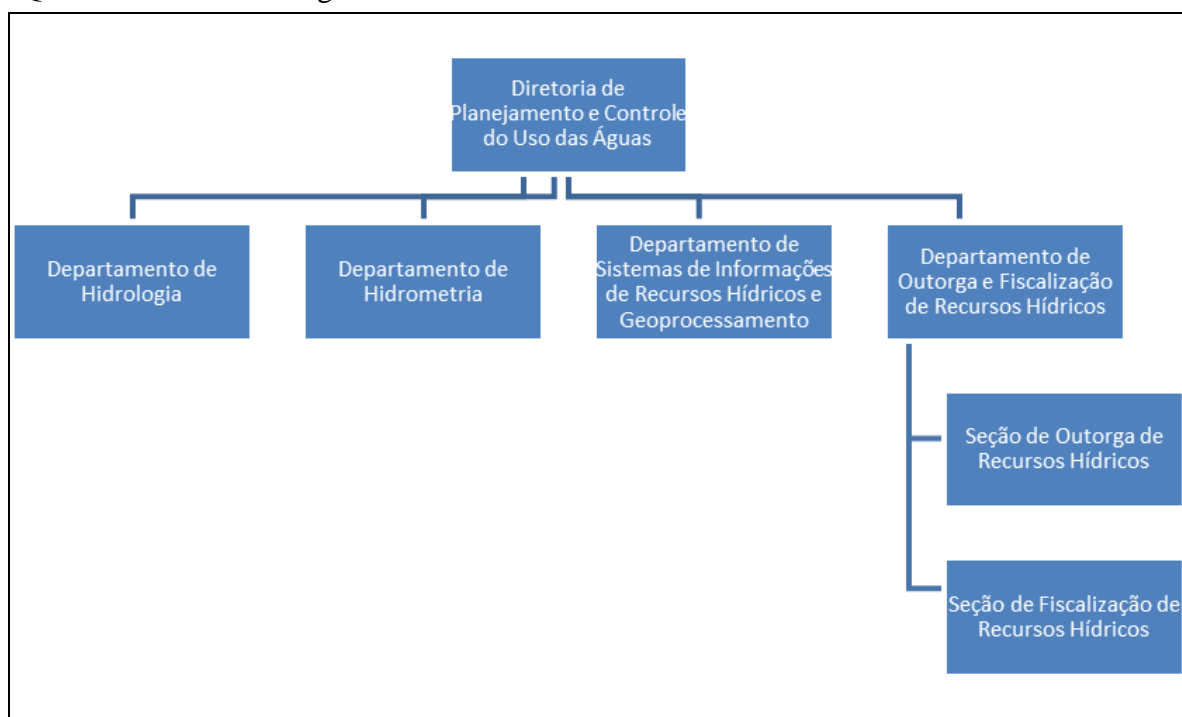 Diretoria de
Planejamento e Controle
do Uso das Águas
Departamento de
Hidrologia
Departamento de
Hidrometria
Departamento de
Sistemas de Informações
de Recursos Hídricos e
Geoprocessamento
Departamento de
Outorga e Fiscalização
de Recursos Hídricos
Seção de Outorga de
Recursos Hídricos
Seção de Fiscalização de
Recursos Hídricos